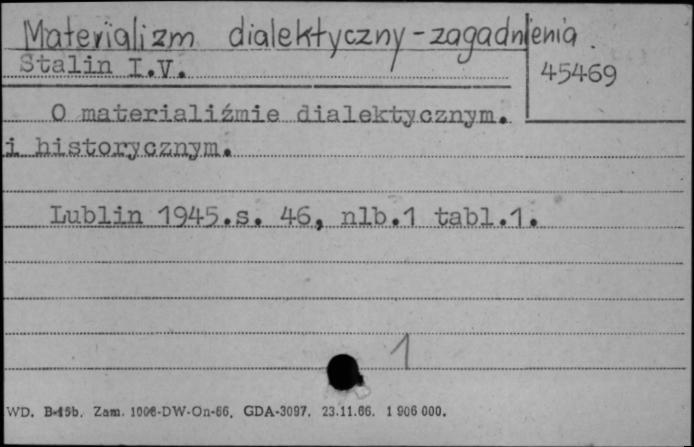 Materializm dialektyczny - zagadnienia.
Stalin I.V.
45469
O materialiźmie dialektycznym.
i historycznym.
Lublin 1945.s. 46, nlb.1 tabl.1.
1
WD. B-15b. Zam. 1006-DW-On-66. GDA-3097. 23.11.66. 1 906 000.